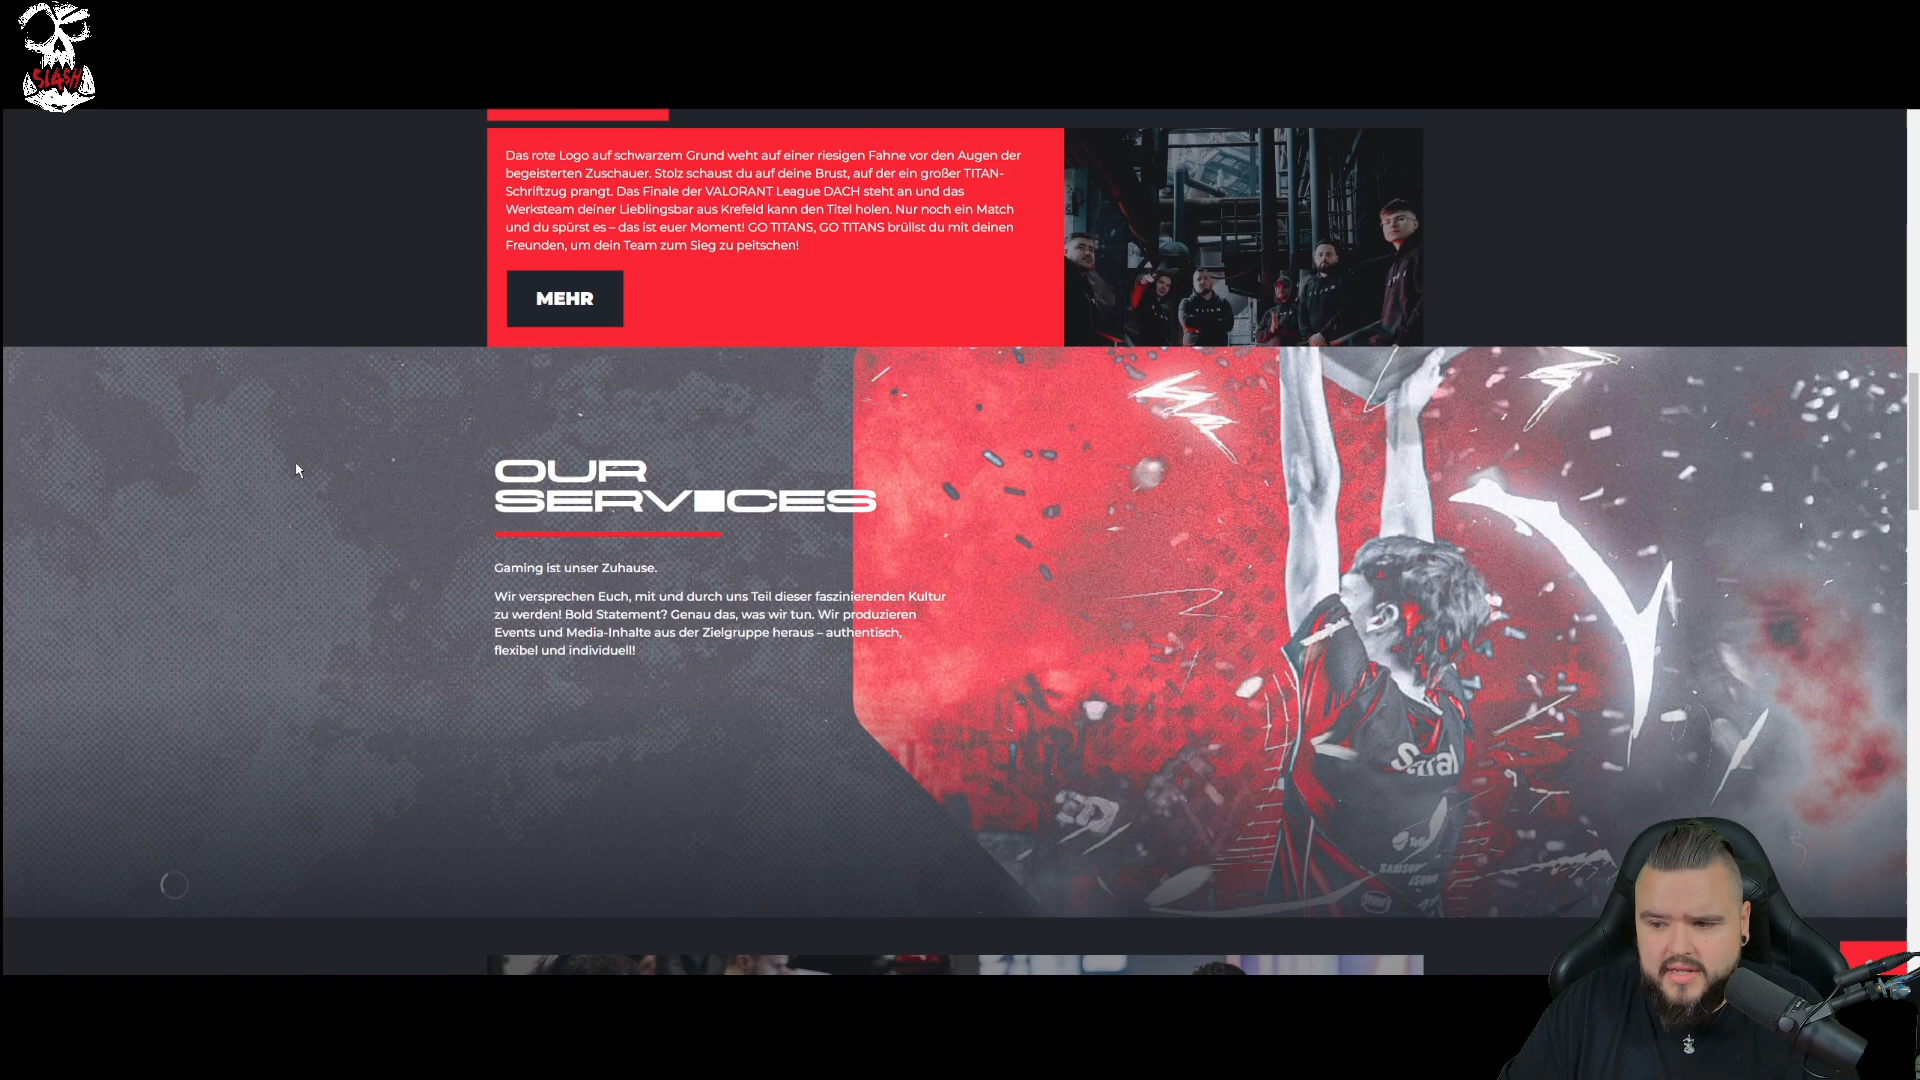 SLASH
Das rote Logo auf schwarzem Grund weht auf einer riesigen Fahne vor den Augen der
begeisterten Zuschauer. Stolz schaust du auf deine Brust, auf der ein großer TITAN-
Schriftzug prangt. Das Finale der VALORANT League DACH steht an und das
Werksteam deiner Lieblingsbar aus Krefeld kann den Titel holen. Nur noch ein Match
und du spürst es – das ist euer Moment! GO TITANS, GO TITANS brüllst du mit deinen
Freunden, um dein Team zum Sieg zu peitschen!
MEHR
OUR
SERV■CES
Gaming ist unser Zuhause.
Wir versprechen Euch, mit und durch uns Teil dieser faszinierenden Kultur
zu werden! Bold Statement? Genau das, was wir tun. Wir produzieren
Events und Media-Inhalte aus der Zielgruppe heraus – authentisch,
flexibel und individuell!
SAMSUNG